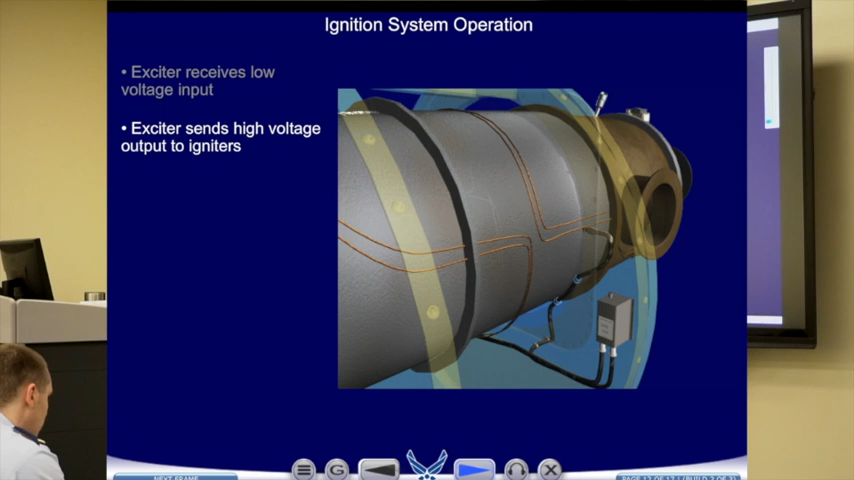 Ignition System Operation
• Exciter receives low
voltage input
• Exciter sends high voltage
output to igniters
G
NEXT FRAME
PAGE 12 OF 17 | (BUILD 2 OF 3)